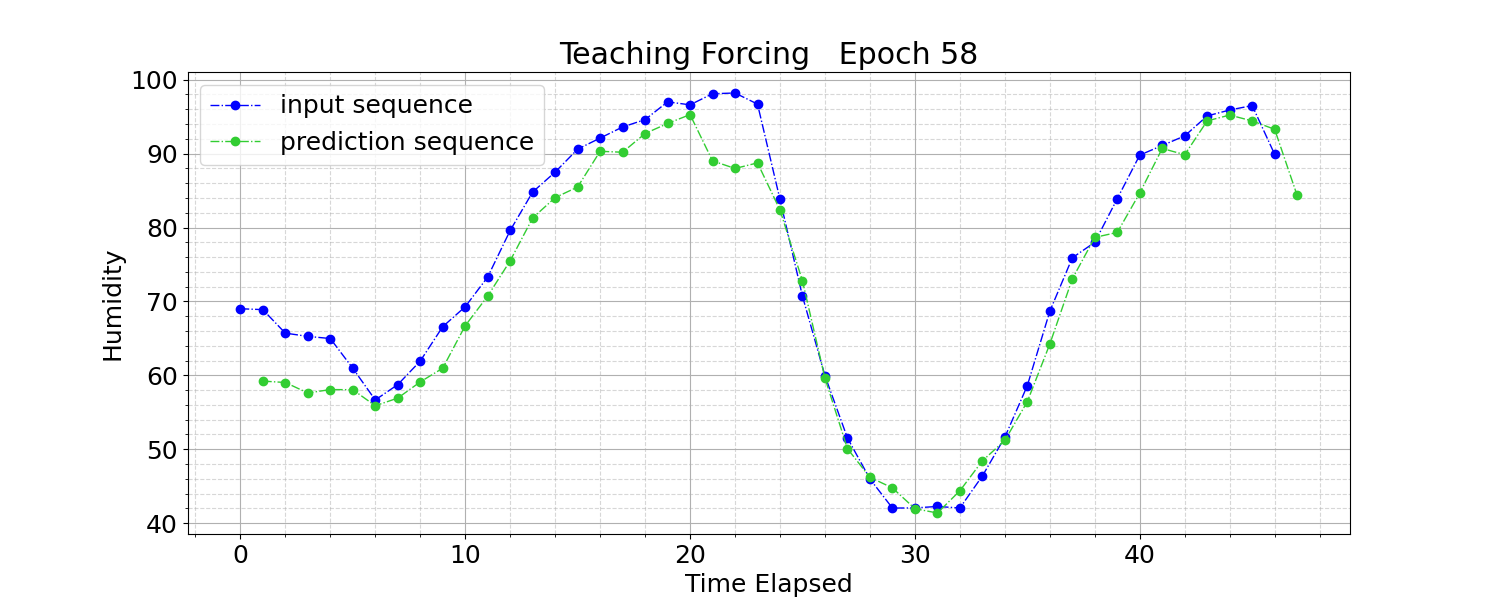 Teaching Forcing   Epoch 58
input sequence
prediction sequence
Humidity
100
90
80
70
60
50
40
0 10 20 30 40
Time Elapsed